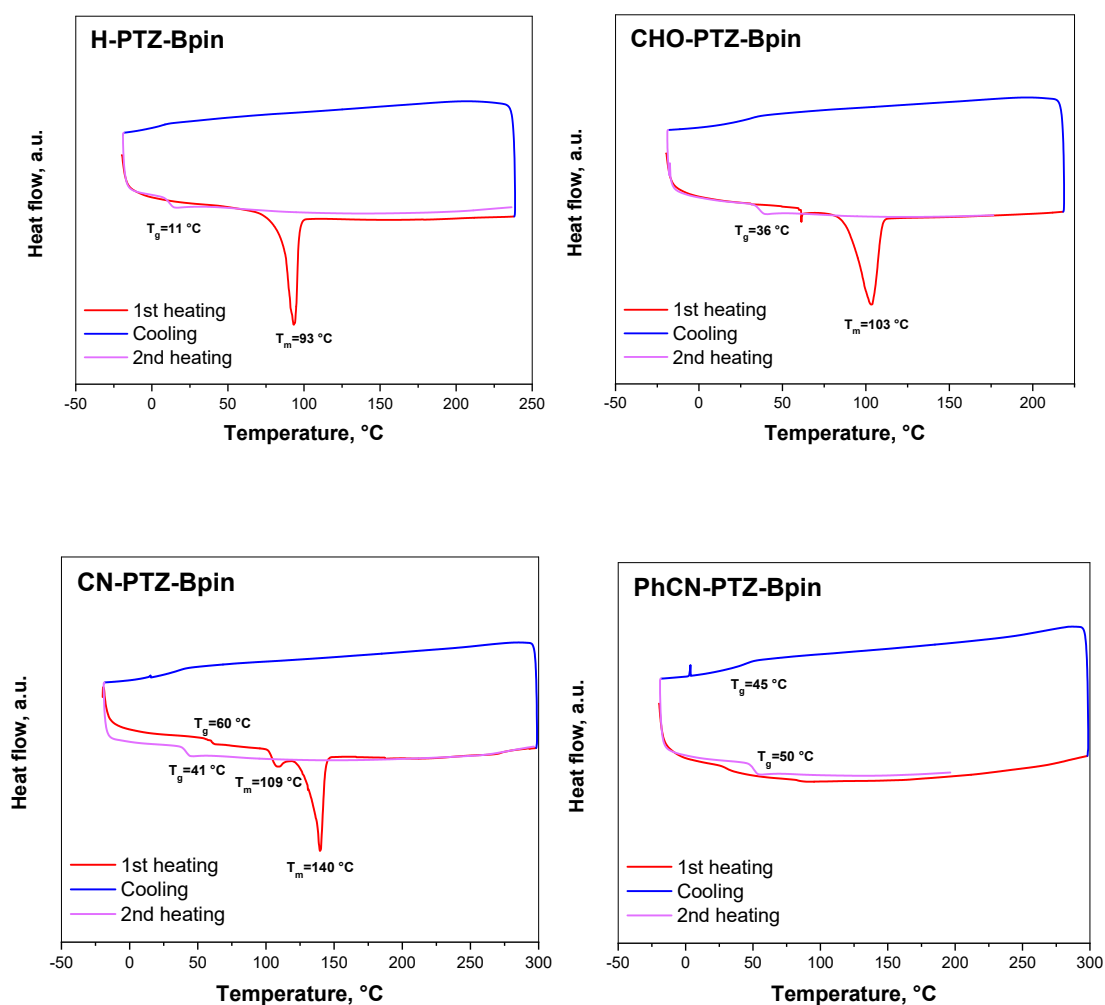 H-PTZ-Bpin
Heat flow, a.u.
T_g=11 °C
T_m=93 °C
1st heating
Cooling
2nd heating
-50 0 50 100 150 200 250
Temperature, °C
CHO-PTZ-Bpin
Heat flow, a.u.
T_g=36 °C
T_m=103 °C
1st heating
Cooling
2nd heating
-50 0 50 100 150 200
Temperature, °C
CN-PTZ-Bpin
Heat flow, a.u.
T_g=60 °C
T_g=41 °C
T_m=109 °C
T_m=140 °C
1st heating
Cooling
2nd heating
-50 0 50 100 150 200 250 300
Temperature, °C
PhCN-PTZ-Bpin
Heat flow, a.u.
T_g=45 °C
T_g=50 °C
1st heating
Cooling
2nd heating
-50 0 50 100 150 200 250 300
Temperature, °C